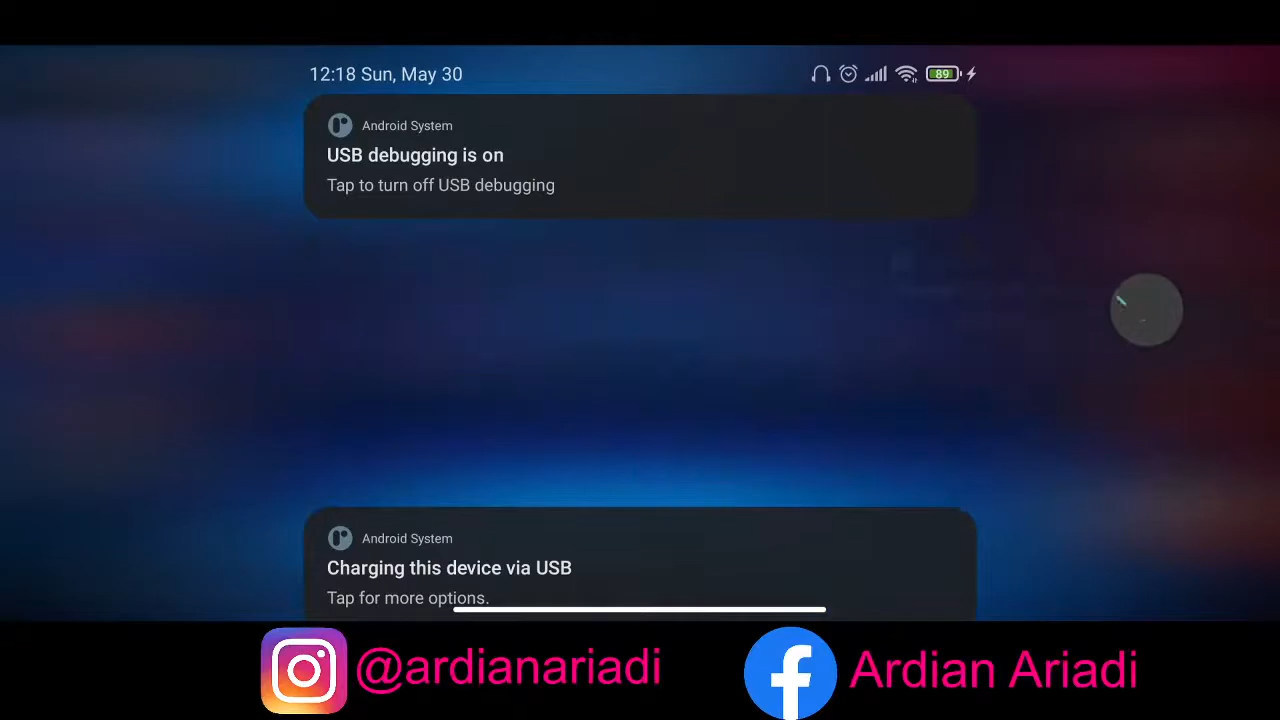 12:18 Sun, May 30
89
Android System
USB debugging is on
Tap to turn off USB debugging
Android System
Charging this device via USB
Tap for more options.
@ardianariadi
Ardian Ariadi